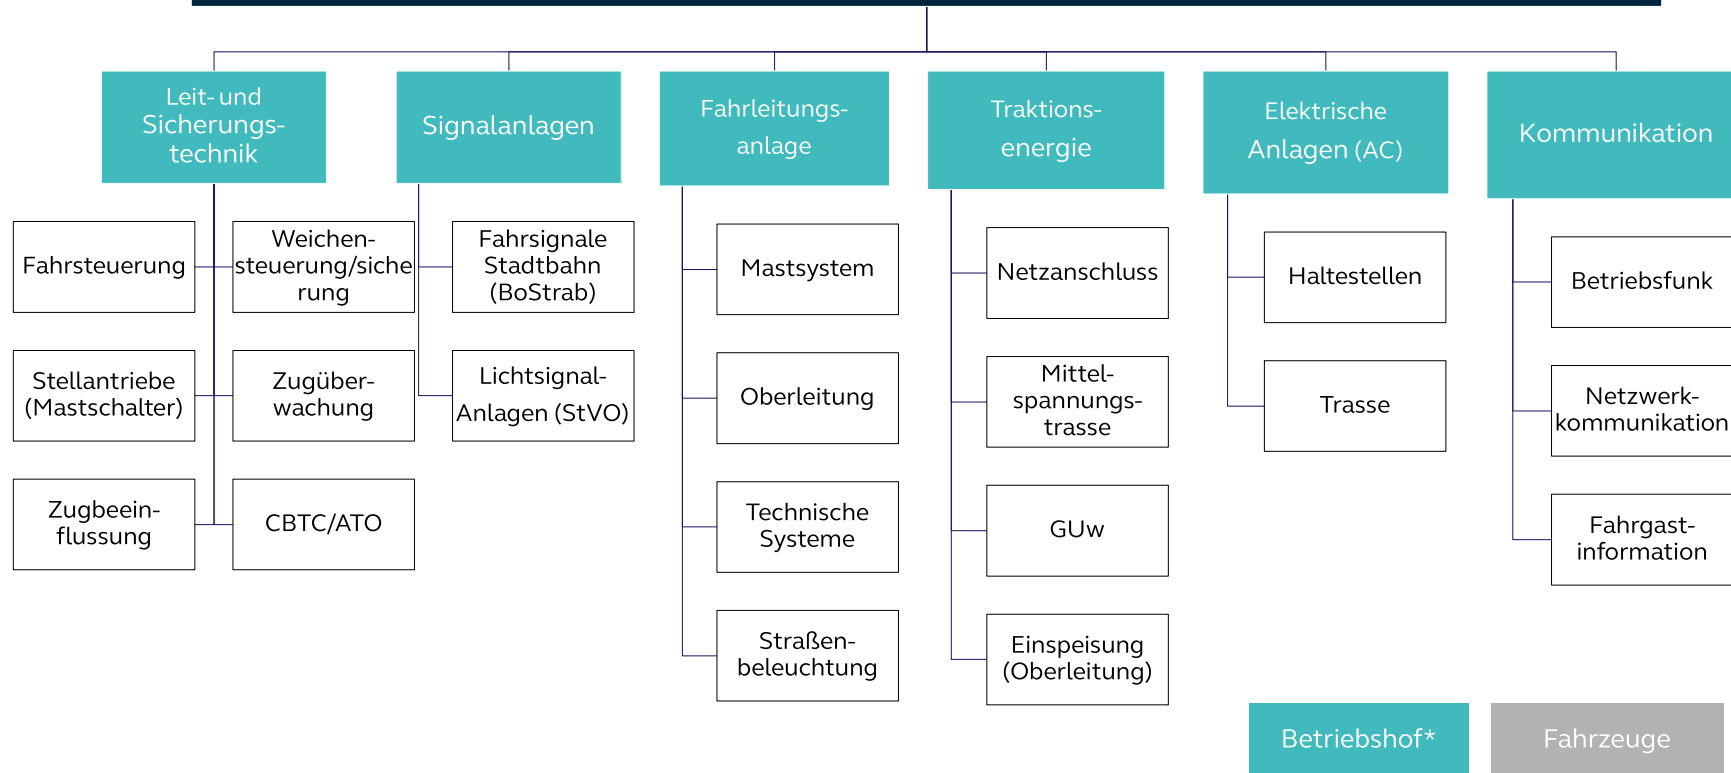 Leit- und
Sicherungs-
technik
Signalanlagen
Fahrleitungs-
anlage
Traktions-
energie
Elektrische
Anlagen (AC)
Kommunikation
Fahrsteuerung
Weichen-
steuerung/siche
rung
Stellantriebe
(Mastschalter)
Zugüber-
wachung
Zugbeein-
flussung
CBTC/ATO
Fahrsignale
Stadtbahn
(BoStrab)
Lichtsignal-
Anlagen (StVO)
Mastsystem
Oberleitung
Technische
Systeme
Straßen-
beleuchtung
Netzanschluss
Mittel-
spannungs-
trasse
GUw
Einspeisung
(Oberleitung)
Haltestellen
Trasse
Betriebsfunk
Netzwerk-
kommunikation
Fahrgast-
information
Betriebshof*
Fahrzeuge